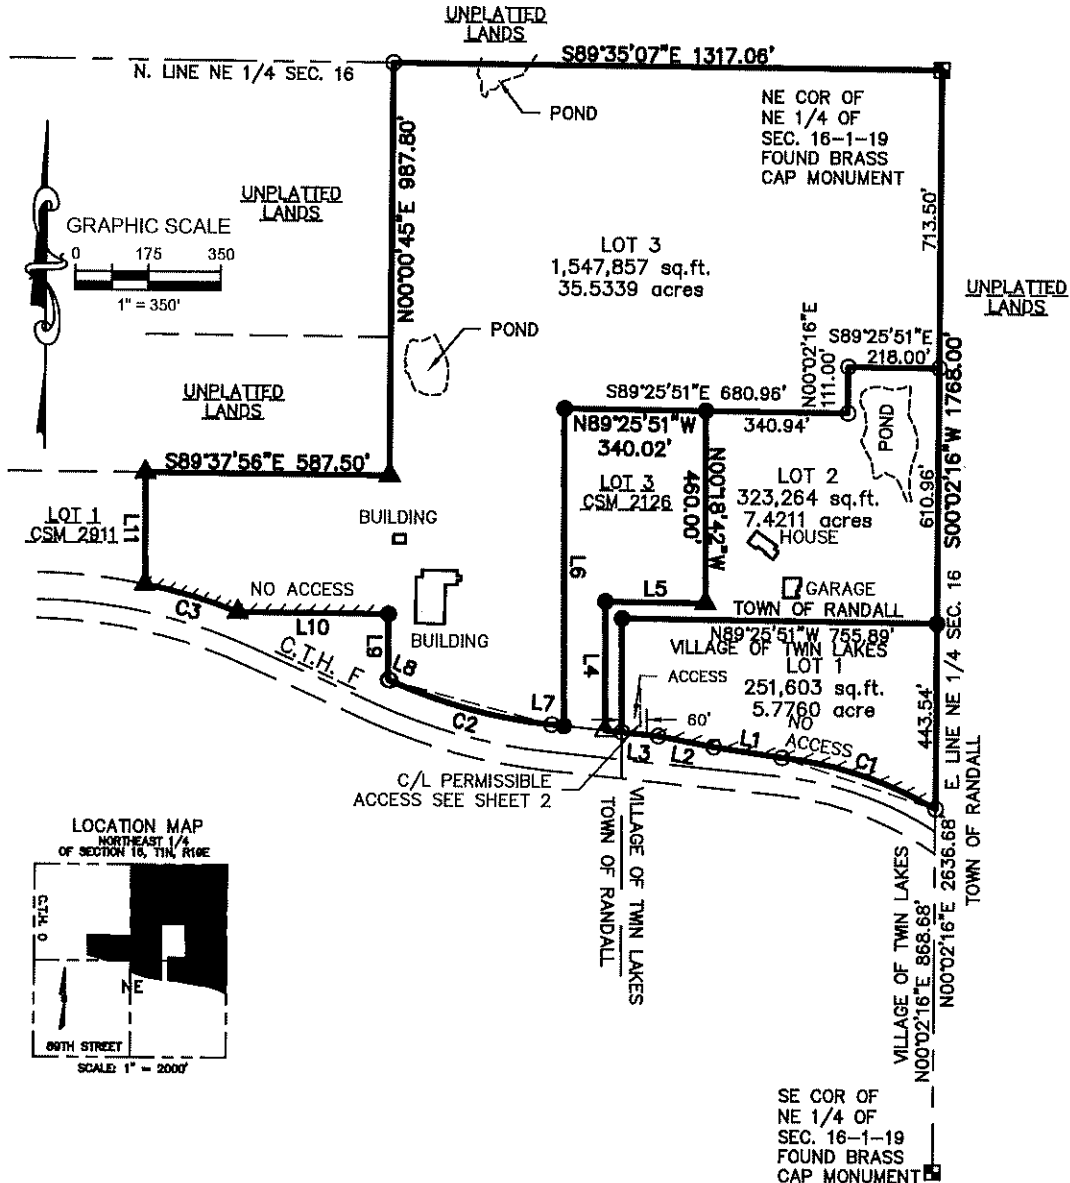 UNPLATTED
LANDS
S89°35'07"E 1317.06'
N. LINE NE 1/4 SEC. 16
POND
NE COR OF
NE 1/4 OF
SEC. 16-1-19
FOUND BRASS
CAP MONUMENT
UNPLATTED
LANDS
N00°00'45"E 987.80'
GRAPHIC SCALE
0 175 350
1" = 350'
LOT 3
1,547,857 sq.ft.
35.5339 acres
713.50'
UNPLATTED
LANDS
POND
S89°25'51"E
218.00'
N00°02'16"E
111.00'
S00°02'16"W 1768.00'
UNPLATTED
LANDS
S89°25'51"E 680.96'
N89°25'51"W
340.02'
340.94'
POND
S89°37'56"E 587.50'
LOT 3
CSM 2126
N00°18'42"W
460.00'
LOT 2
323,264 sq.ft.
7.4211 acres
610.96'
LOT 1
CSM 2911
L11
BUILDING
HOUSE
L6
NO ACCESS
L5
GARAGE
TOWN OF RANDALL
C3
L10
N89°25'51"W 755.89'
VILLAGE OF TWIN LAKES
BUILDING
L9
LOT 1
251,603 sq.ft.
5.7760 acre
C.T.H. F
L8
L4
ACCESS
443.54'
E. LINE NE 1/4 SEC. 16
C2
L7
60'
NO
ACCESS
L3
L2
L1
C1
C/L PERMISSIBLE
ACCESS SEE SHEET 2
VILLAGE OF TWIN LAKES
TOWN OF RANDALL
TOWN OF RANDALL
VILLAGE OF TWIN LAKES
N00°02'16"E 868.68'
N00°02'16"E 2636.68'
LOCATION MAP
NORTHEAST 1/4
OF SECTION 16, T1N, R19E
C.T.H. O
NE
89TH STREET
SCALE: 1" = 2000'
SE COR OF
NE 1/4 OF
SEC. 16-1-19
FOUND BRASS
CAP MONUMENT